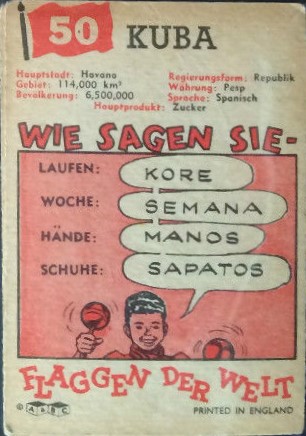 50 KUBA
Hauptstadt: Havana
Gebiet: 114,000 km²
Bevölkerung: 6,500,000
Regierungsform: Republik
Währung: Pesp
Sprache: Spanisch
Hauptprodukt: Zucker
WIE SAGEN SIE-
LAUFEN: KORE
WOCHE: SEMANA
HÄNDE: MANOS
SCHUHE: SAPATOS
FLAGGEN DER WELT
© A&BC PRINTED IN ENGLAND